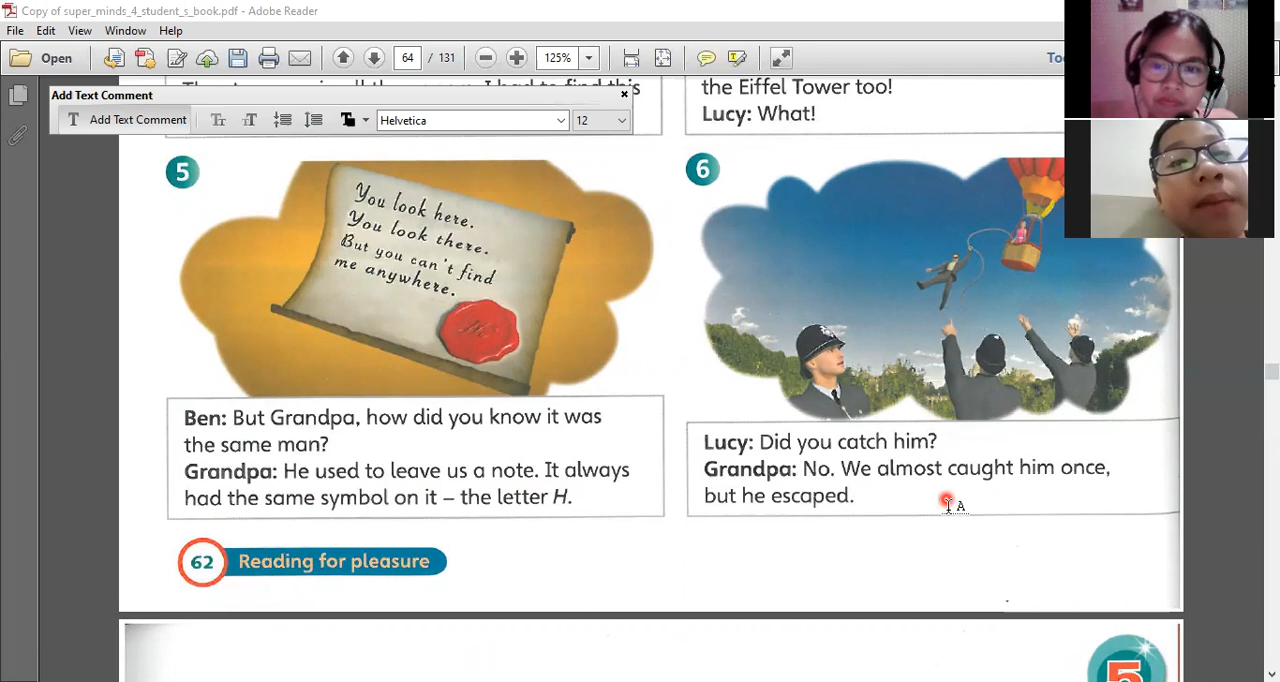 Copy of super_minds_4_student_s_book.pdf - Adobe Reader
File Edit View Window Help
Open 64 / 131 125%
the Eiffel Tower too!
Lucy: What!
Add Text Comment
T Add Text Comment Helvetica 12
5
You look here.
You look there.
But you can't find
me anywhere.
H
Ben: But Grandpa, how did you know it was
the same man?
Grandpa: He used to leave us a note. It always
had the same symbol on it – the letter H.
6
Lucy: Did you catch him?
Grandpa: No. We almost caught him once,
but he escaped.
A
62 Reading for pleasure
5